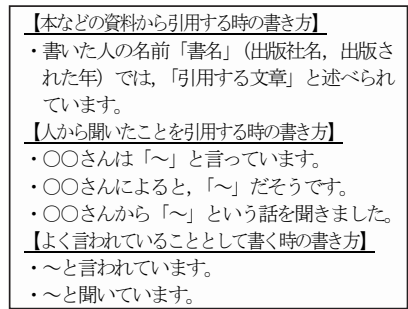 【本などの資料から引用する時の書き方】
・書いた人の名前「書名」（出版社名，出版さ
れた年）では，「引用する文章」と述べられ
ています。
【人から聞いたことを引用する時の書き方】
・○○さんは「～」と言っています。
・○○さんによると，「～」だそうです。
・○○さんから「～」という話を聞きました。
【よく言われていることとして書く時の書き方】
・～と言われています。
・～と聞いています。